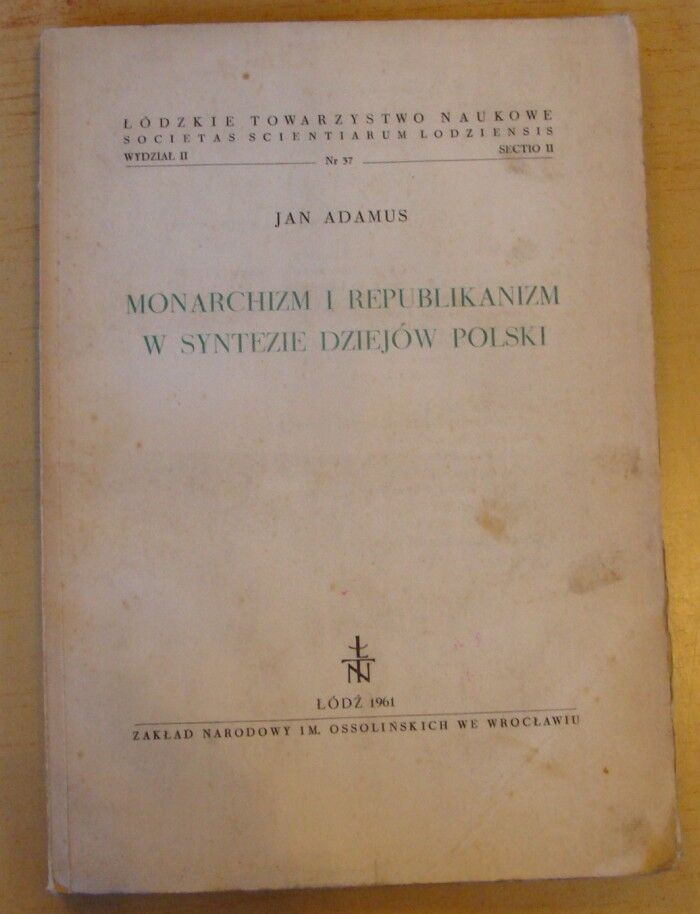 ŁÓDZKIE TOWARZYSTWO NAUKOWE
SOCIETAS SCIENTIARUM LODZIENSIS
WYDZIAŁ II Nr 37 SECTIO II
JAN ADAMUS
MONARCHIZM I REPUBLIKANIZM
W SYNTEZIE DZIEJÓW POLSKI
ŁTN
ŁÓDŹ 1961
ZAKŁAD NARODOWY IM. OSSOLIŃSKICH WE WROCŁAWIU